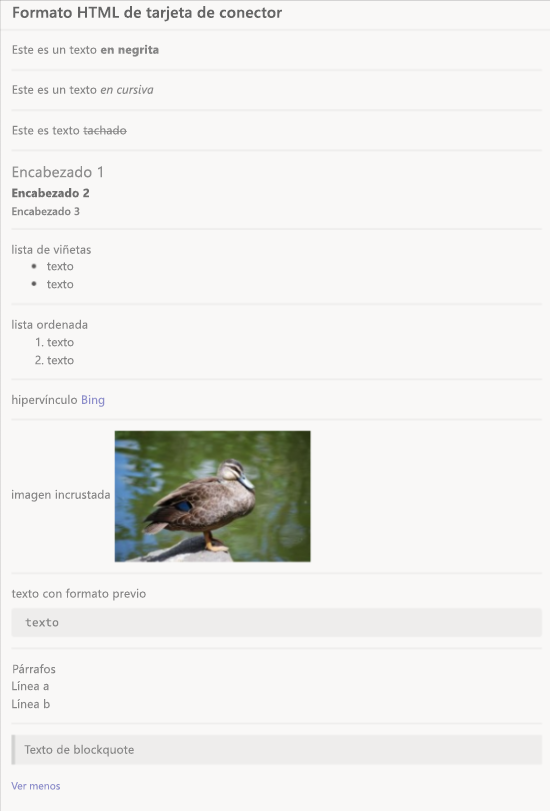 Formato HTML de tarjeta de conector
Este es un texto en negrita
Este es un texto en cursiva
Este es texto tachado
Encabezado 1
Encabezado 2
Encabezado 3
lista de viñetas
• texto
• texto
lista ordenada
1. texto
2. texto
hipervínculo Bing
imagen incrustada
texto con formato previo
texto
Párrafos
Línea a
Línea b
Texto de blockquote
Ver menos